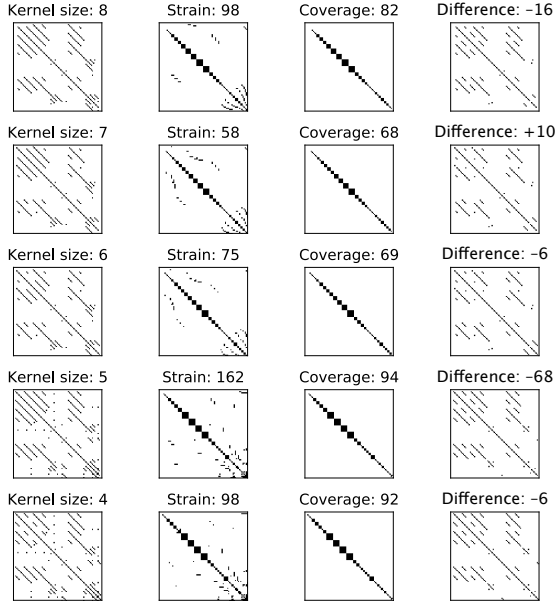 Kernel size: 8 Strain: 98 Coverage: 82 Difference: –16
Kernel size: 7 Strain: 58 Coverage: 68 Difference: +10
Kernel size: 6 Strain: 75 Coverage: 69 Difference: –6
Kernel size: 5 Strain: 162 Coverage: 94 Difference: –68
Kernel size: 4 Strain: 98 Coverage: 92 Difference: –6